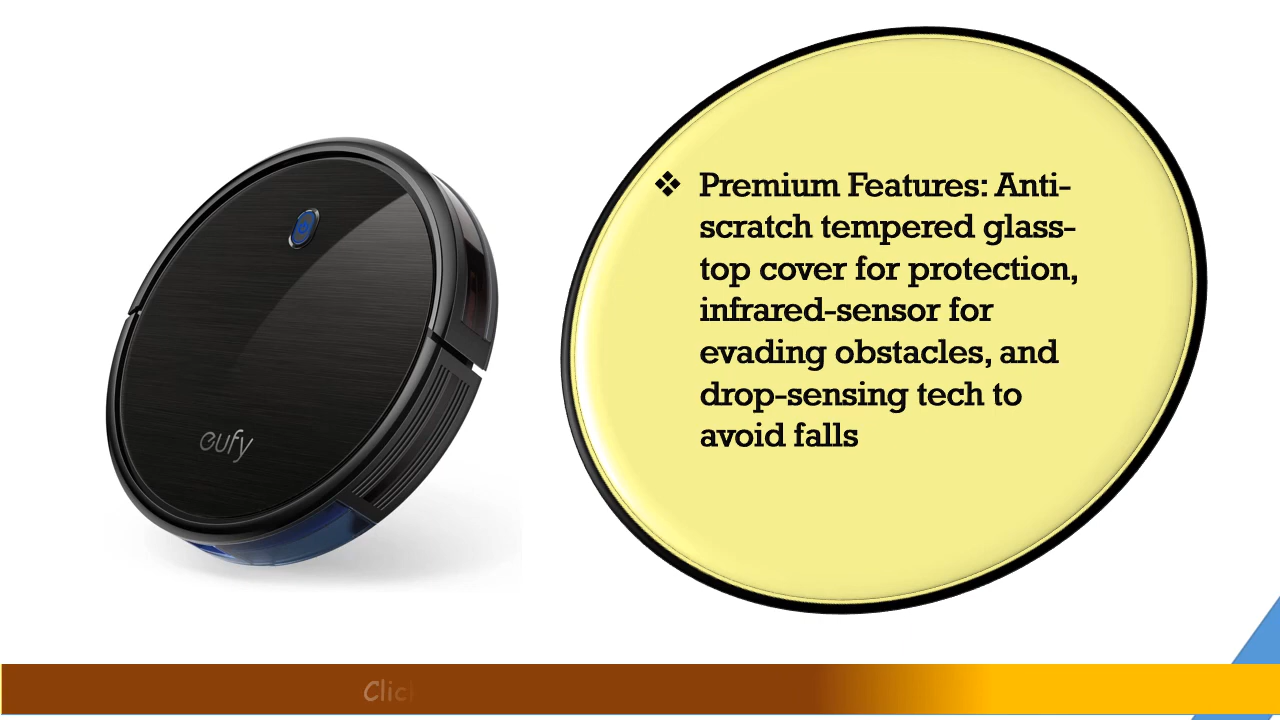 ❖ Premium Features: Anti-
scratch tempered glass-
top cover for protection,
infrared-sensor for
evading obstacles, and
drop-sensing tech to
avoid falls
eufy